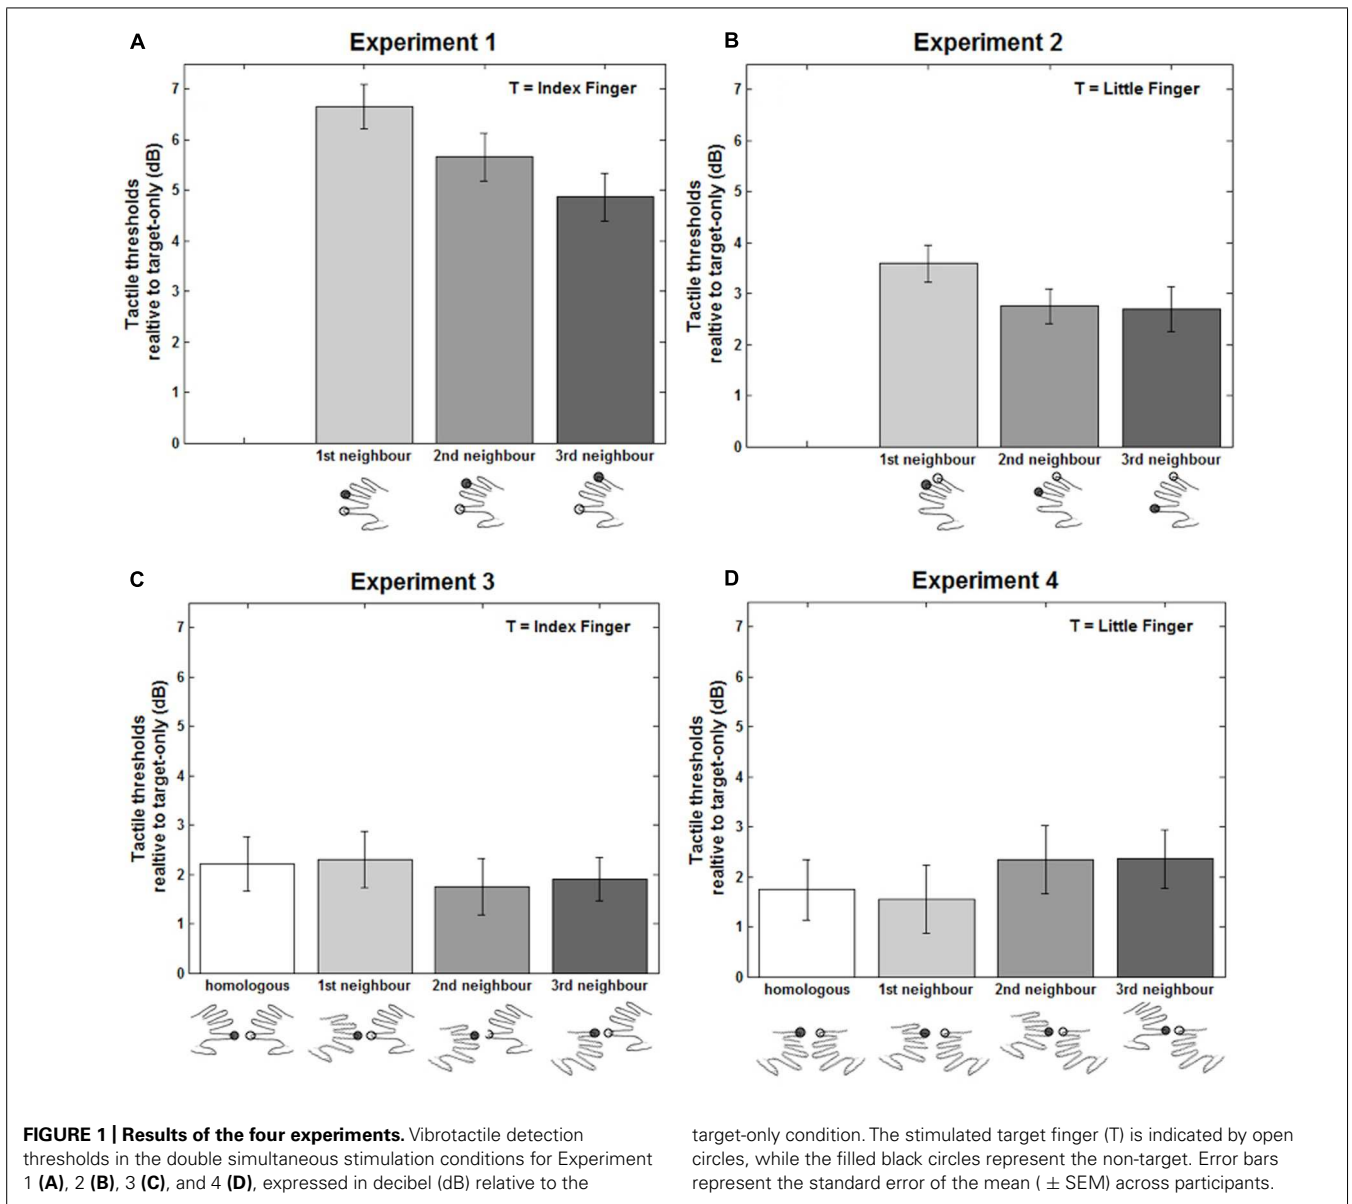 A
Experiment 1
T = Index Finger
Tactile thresholds
realtive to target-only (dB)
7
6
5
4
3
2
1
0
1st neighbour 2nd neighbour 3rd neighbour
B
Experiment 2
T = Little Finger
Tactile thresholds
realtive to target-only (dB)
7
6
5
4
3
2
1
0
1st neighbour 2nd neighbour 3rd neighbour
C
Experiment 3
T = Index Finger
Tactile thresholds
realtive to target-only (dB)
7
6
5
4
3
2
1
0
homologous 1st neighbour 2nd neighbour 3rd neighbour
D
Experiment 4
T = Little Finger
Tactile thresholds
realtive to target-only (dB)
7
6
5
4
3
2
1
0
homologous 1st neighbour 2nd neighbour 3rd neighbour
FIGURE 1 | Results of the four experiments. Vibrotactile detection
thresholds in the double simultaneous stimulation conditions for Experiment
1 (A), 2 (B), 3 (C), and 4 (D), expressed in decibel (dB) relative to the
target-only condition. The stimulated target finger (T) is indicated by open
circles, while the filled black circles represent the non-target. Error bars
represent the standard error of the mean ( ± SEM) across participants.